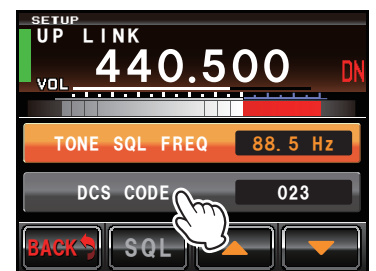 SETUP
UP LINK
VOL 440.500 DN
TONE SQL FREQ 88.5 Hz
DCS CODE 023
BACK SQL